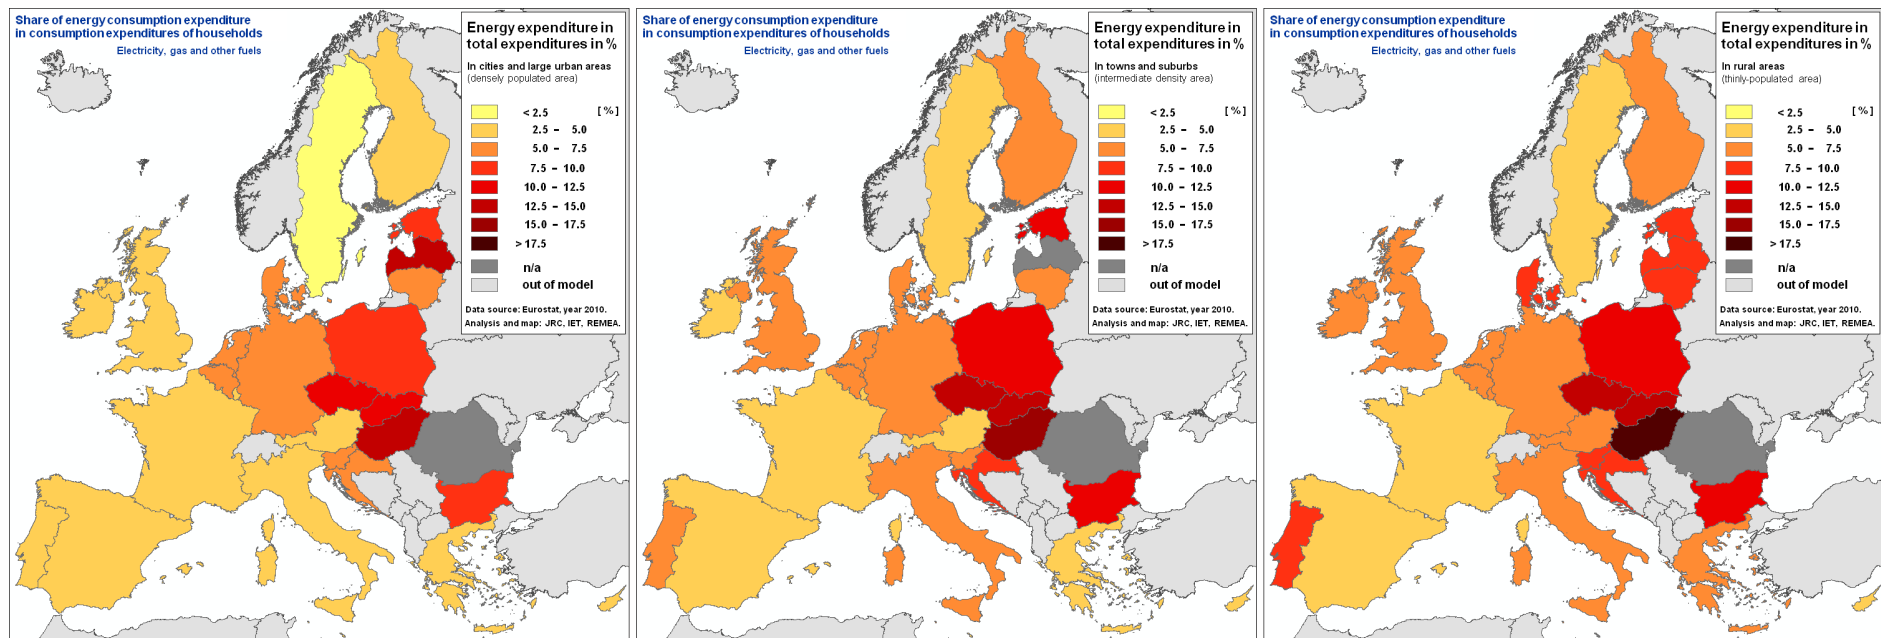 Share of energy consumption expenditure
in consumption expenditures of households
Electricity, gas and other fuels
Energy expenditure in
total expenditures in %
In cities and large urban areas
(densely populated area)
< 2.5 [ % ]
2.5 – 5.0
5.0 – 7.5
7.5 – 10.0
10.0 – 12.5
12.5 – 15.0
15.0 – 17.5
> 17.5
n/a
out of model
Data source: Eurostat, year 2010.
Analysis and map: JRC, IET, REMEA.
Share of energy consumption expenditure
in consumption expenditures of households
Electricity, gas and other fuels
Energy expenditure in
total expenditures in %
In towns and suburbs
(intermediate density area)
< 2.5 [ % ]
2.5 – 5.0
5.0 – 7.5
7.5 – 10.0
10.0 – 12.5
12.5 – 15.0
15.0 – 17.5
> 17.5
n/a
out of model
Data source: Eurostat, year 2010.
Analysis and map: JRC, IET, REMEA.
Share of energy consumption expenditure
in consumption expenditures of households
Electricity, gas and other fuels
Energy expenditure in
total expenditures in %
In rural areas
(thinly-populated area)
< 2.5 [ % ]
2.5 – 5.0
5.0 – 7.5
7.5 – 10.0
10.0 – 12.5
12.5 – 15.0
15.0 – 17.5
> 17.5
n/a
out of model
Data source: Eurostat, year 2010.
Analysis and map: JRC, IET, REMEA.